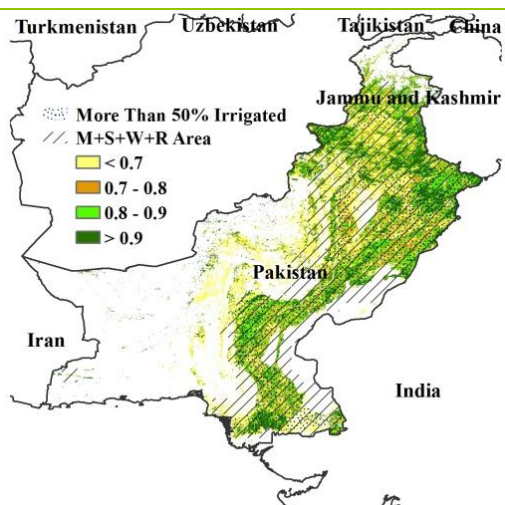 Turkmenistan
Uzbekistan
Tajikistan
China
Jammu and Kashmir
More Than 50% Irrigated
M+S+W+R Area
< 0.7
0.7 - 0.8
0.8 - 0.9
> 0.9
Pakistan
Iran
India